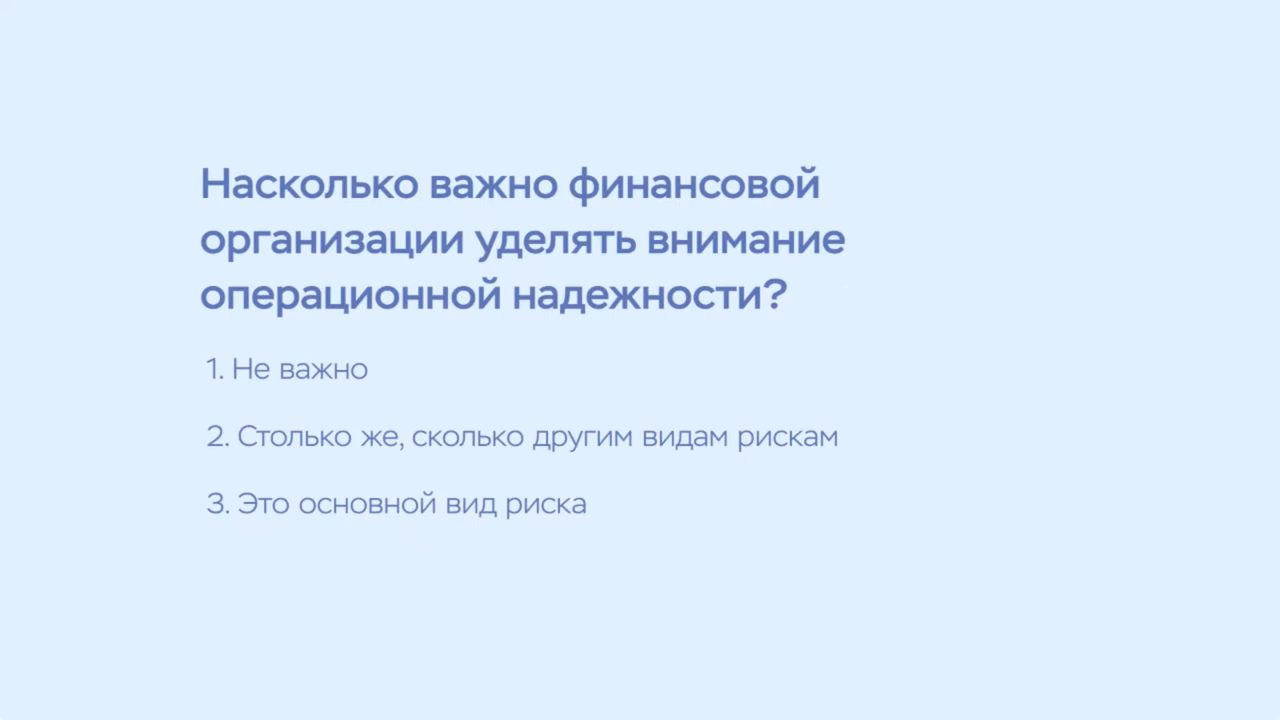 Насколько важно финансовой
организации уделять внимание
операционной надежности?
1. Не важно
2. Столько же, сколько другим видам рискам
3. Это основной вид риска